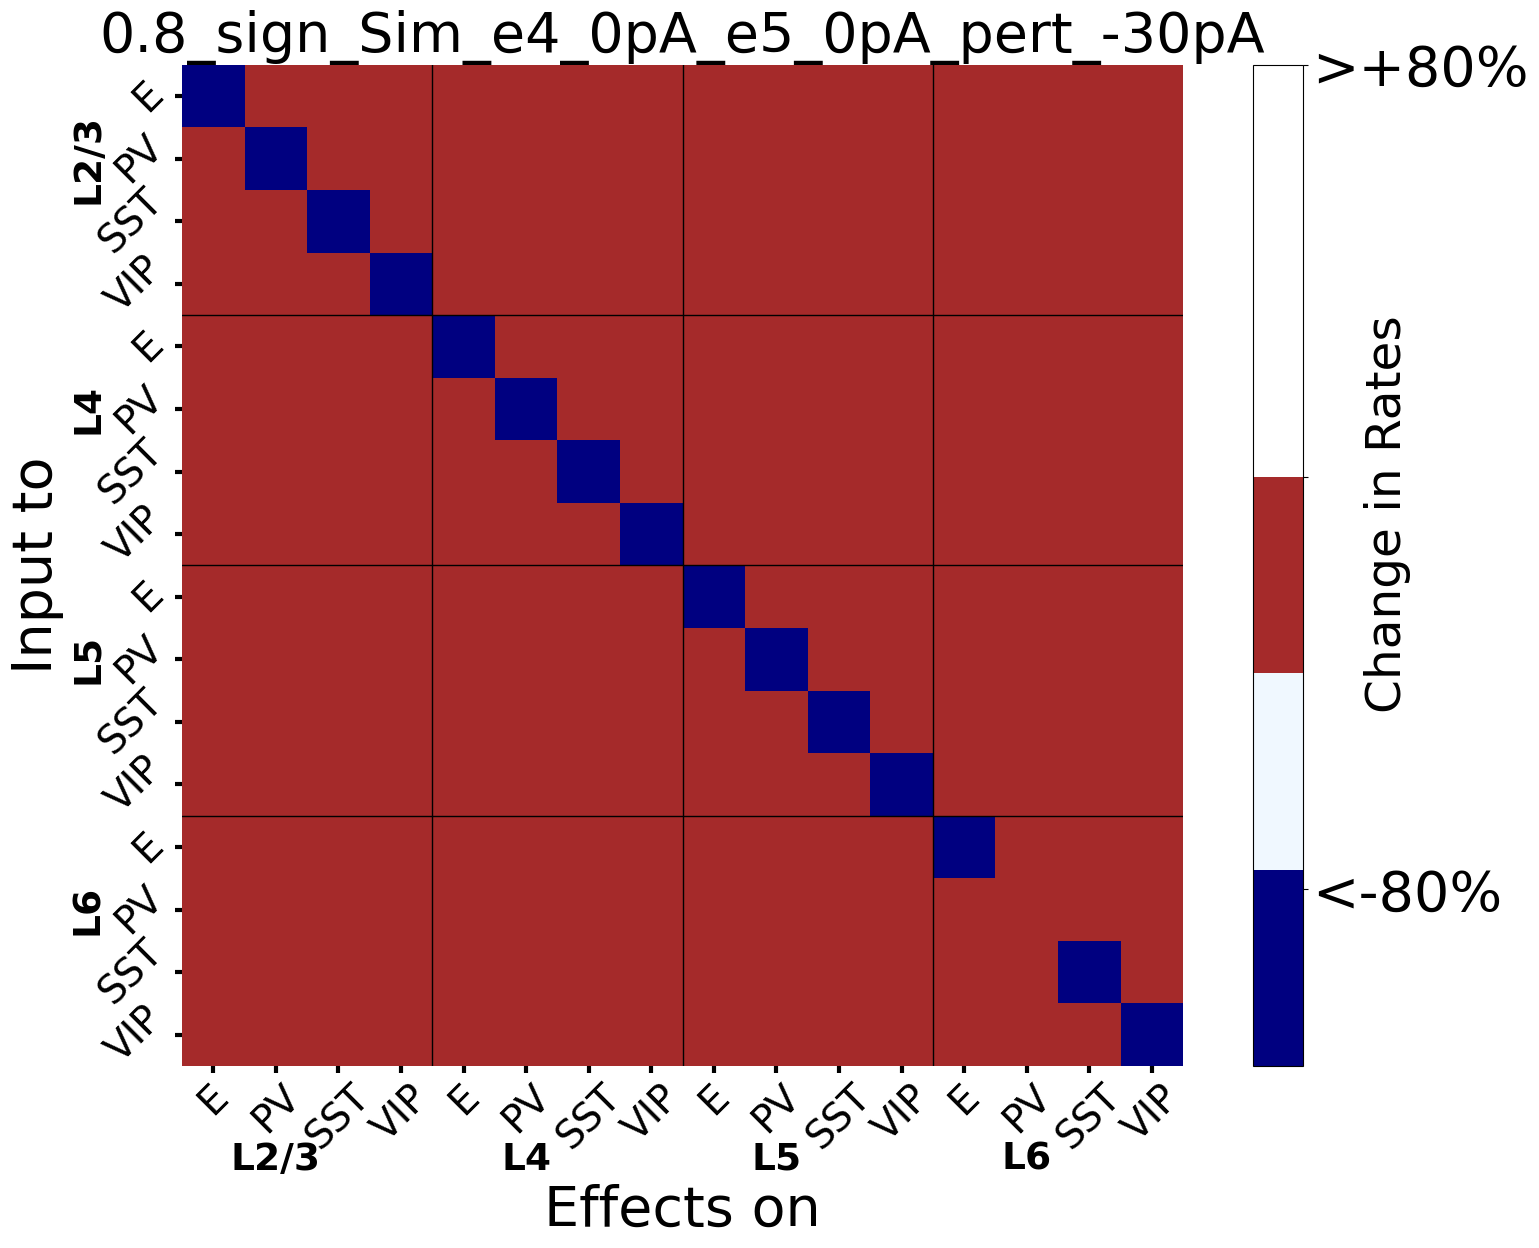 0.8_sign_Sim_e4_0pA_e5_0pA_pert_-30pA
>+80%
<-80%
Change in Rates
Input to
L2/3
E
PV
SST
VIP
L4
E
PV
SST
VIP
L5
E
PV
SST
VIP
L6
E
PV
SST
VIP
E PV SST VIP E PV SST VIP E PV SST VIP E PV SST VIP
L2/3 L4 L5 L6
Effects on